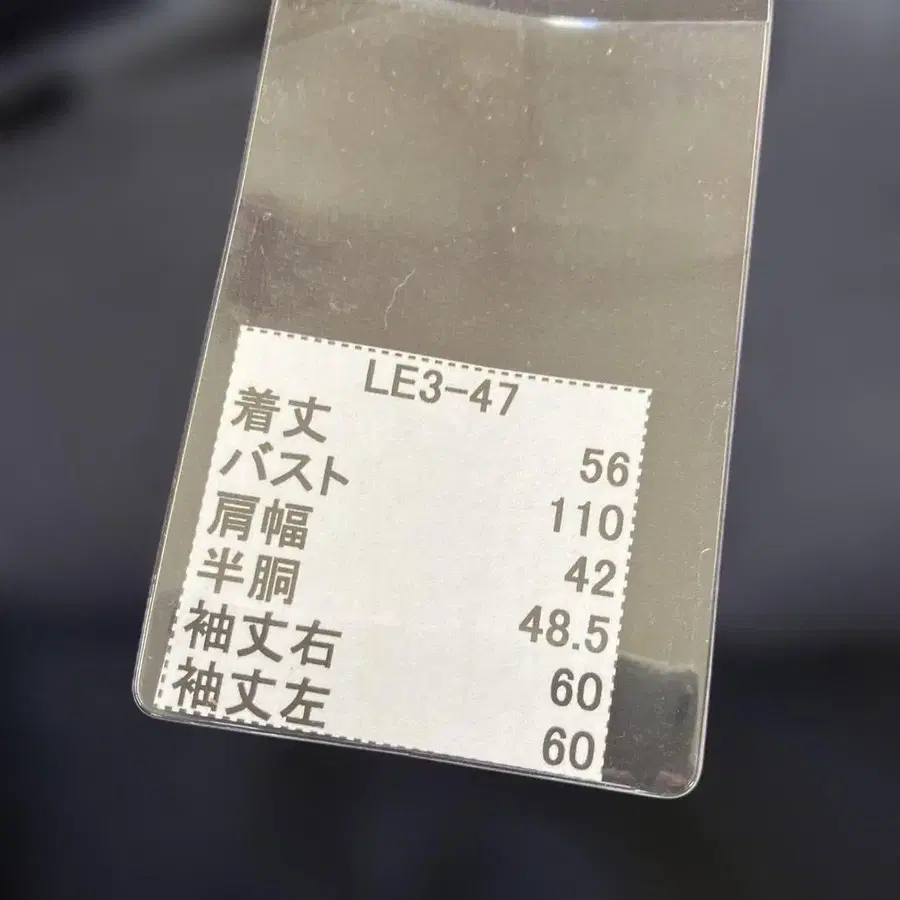 LE3-47
着丈 56
バスト 110
肩幅 42
半胴 48.5
袖丈右 60
袖丈左 60